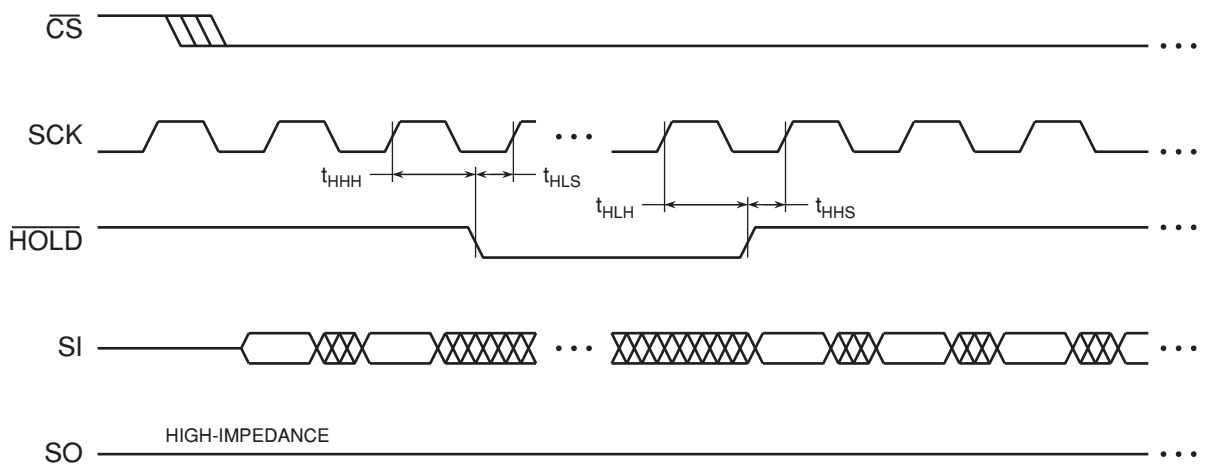 CS
SCK
tHHH
tHLS
tHLH
tHHS
HOLD
SI
HIGH-IMPEDANCE
SO